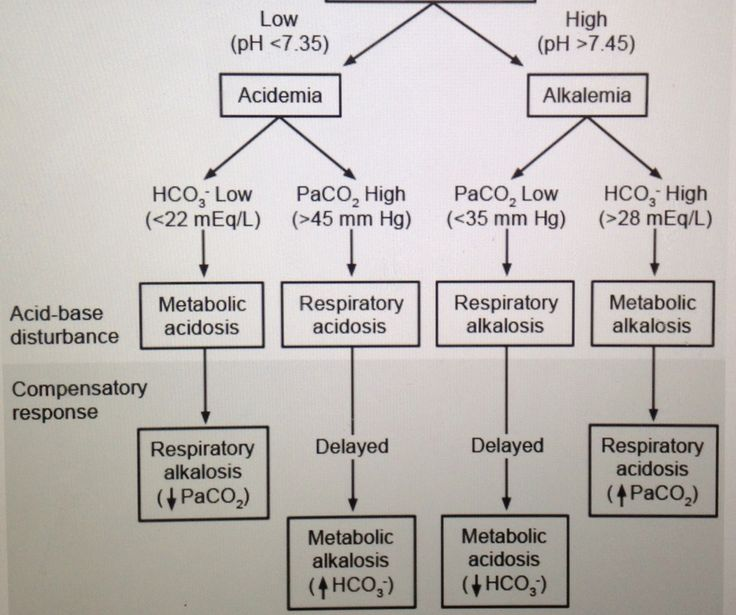 Low
(pH <7.35)
High
(pH >7.45)
Acidemia
Alkalemia
HCO₃⁻ Low
(<22 mEq/L)
PaCO₂ High
(>45 mm Hg)
PaCO₂ Low
(<35 mm Hg)
HCO₃⁻ High
(>28 mEq/L)
Acid-base
disturbance
Metabolic
acidosis
Respiratory
acidosis
Respiratory
alkalosis
Metabolic
alkalosis
Compensatory
response
Respiratory
alkalosis
(↓PaCO₂)
Delayed
Delayed
Respiratory
acidosis
(↑PaCO₂)
Metabolic
alkalosis
(↑HCO₃⁻)
Metabolic
acidosis
(↓HCO₃⁻)